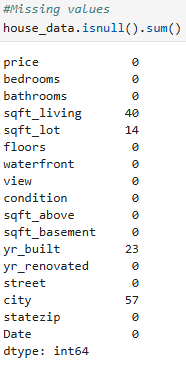 #Missing values
house_data.isnull().sum()
price 0
bedrooms 0
bathrooms 0
sqft_living 40
sqft_lot 14
floors 0
waterfront 0
view 0
condition 0
sqft_above 0
sqft_basement 0
yr_built 23
yr_renovated 0
street 0
city 57
statezip 0
Date 0
dtype: int64